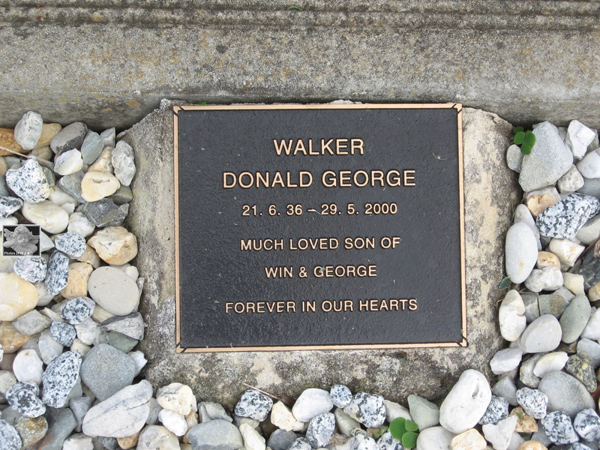 WALKER
DONALD GEORGE
21. 6. 36 – 29. 5. 2000
MUCH LOVED SON OF
WIN & GEORGE
FOREVER IN OUR HEARTS